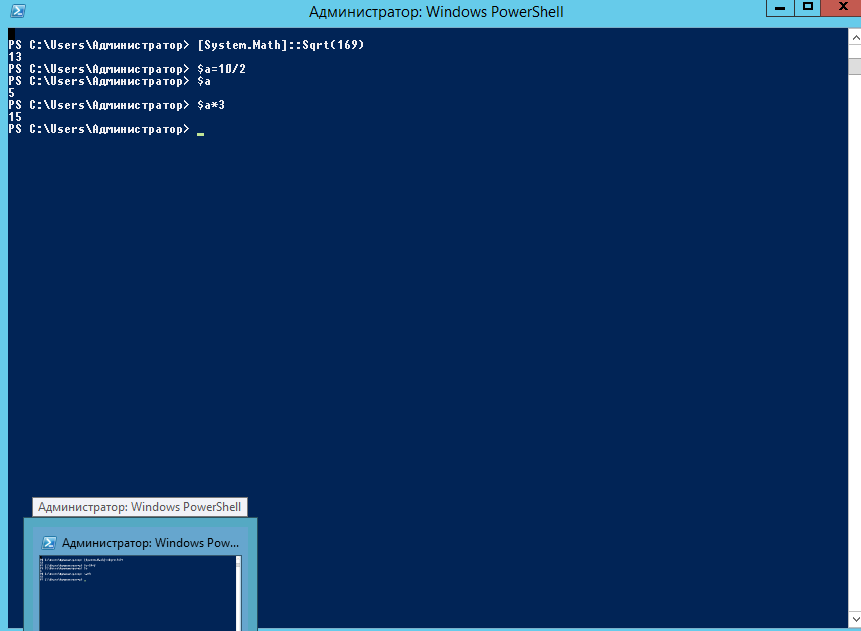 Администратор: Windows PowerShell
PS C:\Users\Администратор> [System.Math]::Sqrt(169)
13
PS C:\Users\Администратор> $a=10/2
PS C:\Users\Администратор> $a
5
PS C:\Users\Администратор> $a*3
15
PS C:\Users\Администратор> _
Администратор: Windows PowerShell
Администратор: Windows Pow...